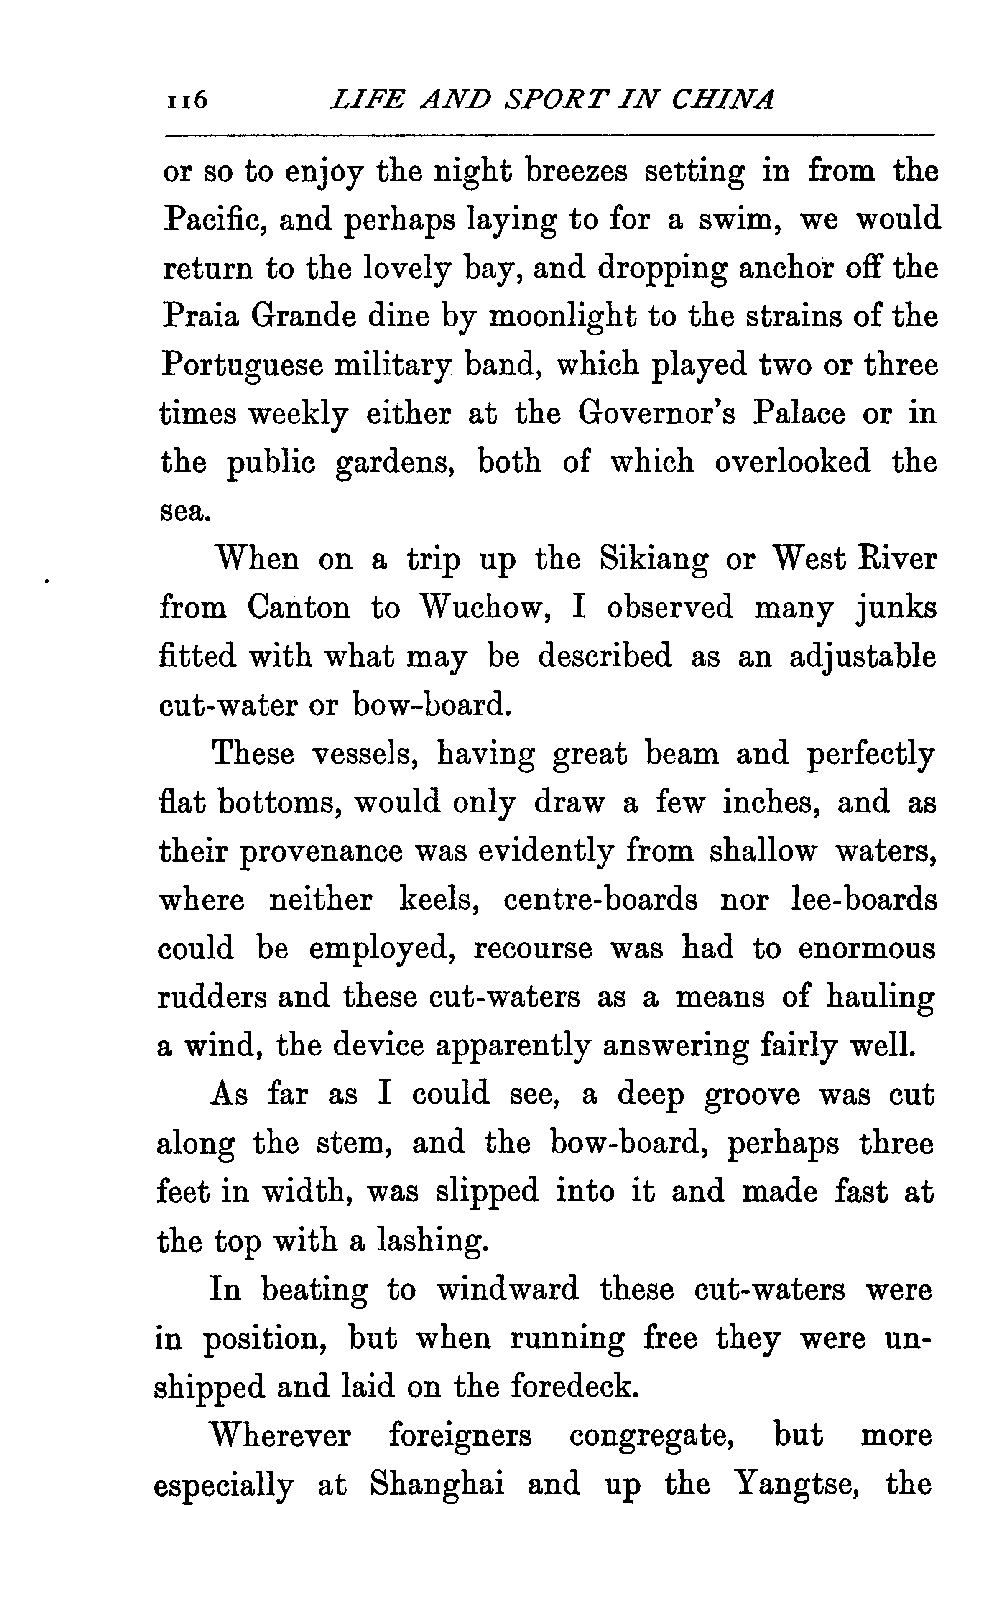 116 LIFE AND SPORT IN CHINA
or so to enjoy the night breezes setting in from the
Pacific, and perhaps laying to for a swim, we would
return to the lovely bay, and dropping anchor off the
Praia Grande dine by moonlight to the strains of the
Portuguese military band, which played two or three
times weekly either at the Governor's Palace or in
the public gardens, both of which overlooked the
sea.
When on a trip up the Sikiang or West River
from Canton to Wuchow, I observed many junks
fitted with what may be described as an adjustable
cut-water or bow-board.
These vessels, having great beam and perfectly
flat bottoms, would only draw a few inches, and as
their provenance was evidently from shallow waters,
where neither keels, centre-boards nor lee-boards
could be employed, recourse was had to enormous
rudders and these cut-waters as a means of hauling
a wind, the device apparently answering fairly well.
As far as I could see, a deep groove was cut
along the stem, and the bow-board, perhaps three
feet in width, was slipped into it and made fast at
the top with a lashing.
In beating to windward these cut-waters were
in position, but when running free they were un-
shipped and laid on the foredeck.
Wherever foreigners congregate, but more
especially at Shanghai and up the Yangtse, the